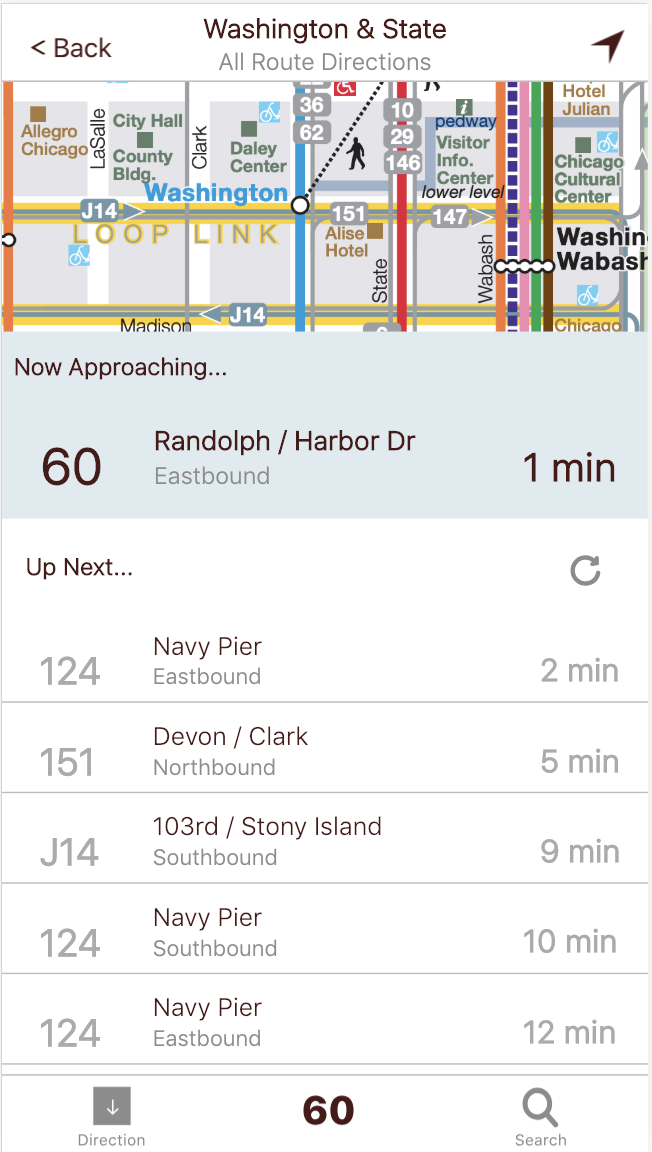 < Back
Washington & State
All Route Directions
36
62
10
29
146
Hotel
Julian
Allegro
Chicago
LaSalle
City Hall
County
Bldg.
Clark
Daley
Center
i
pedway
Visitor
Info.
Center
lower level
Chicago
Cultural
Center
Washington
J14
151
147
LOOP LINK
Alise
Hotel
State
Wabash
Washin
Wabash
J14
Madison
Chicago
Now Approaching...
60
Randolph / Harbor Dr
Eastbound
1 min
Up Next...
124
Navy Pier
Eastbound
2 min
151
Devon / Clark
Northbound
5 min
J14
103rd / Stony Island
Southbound
9 min
124
Navy Pier
Southbound
10 min
124
Navy Pier
Eastbound
12 min
Direction
60
Search